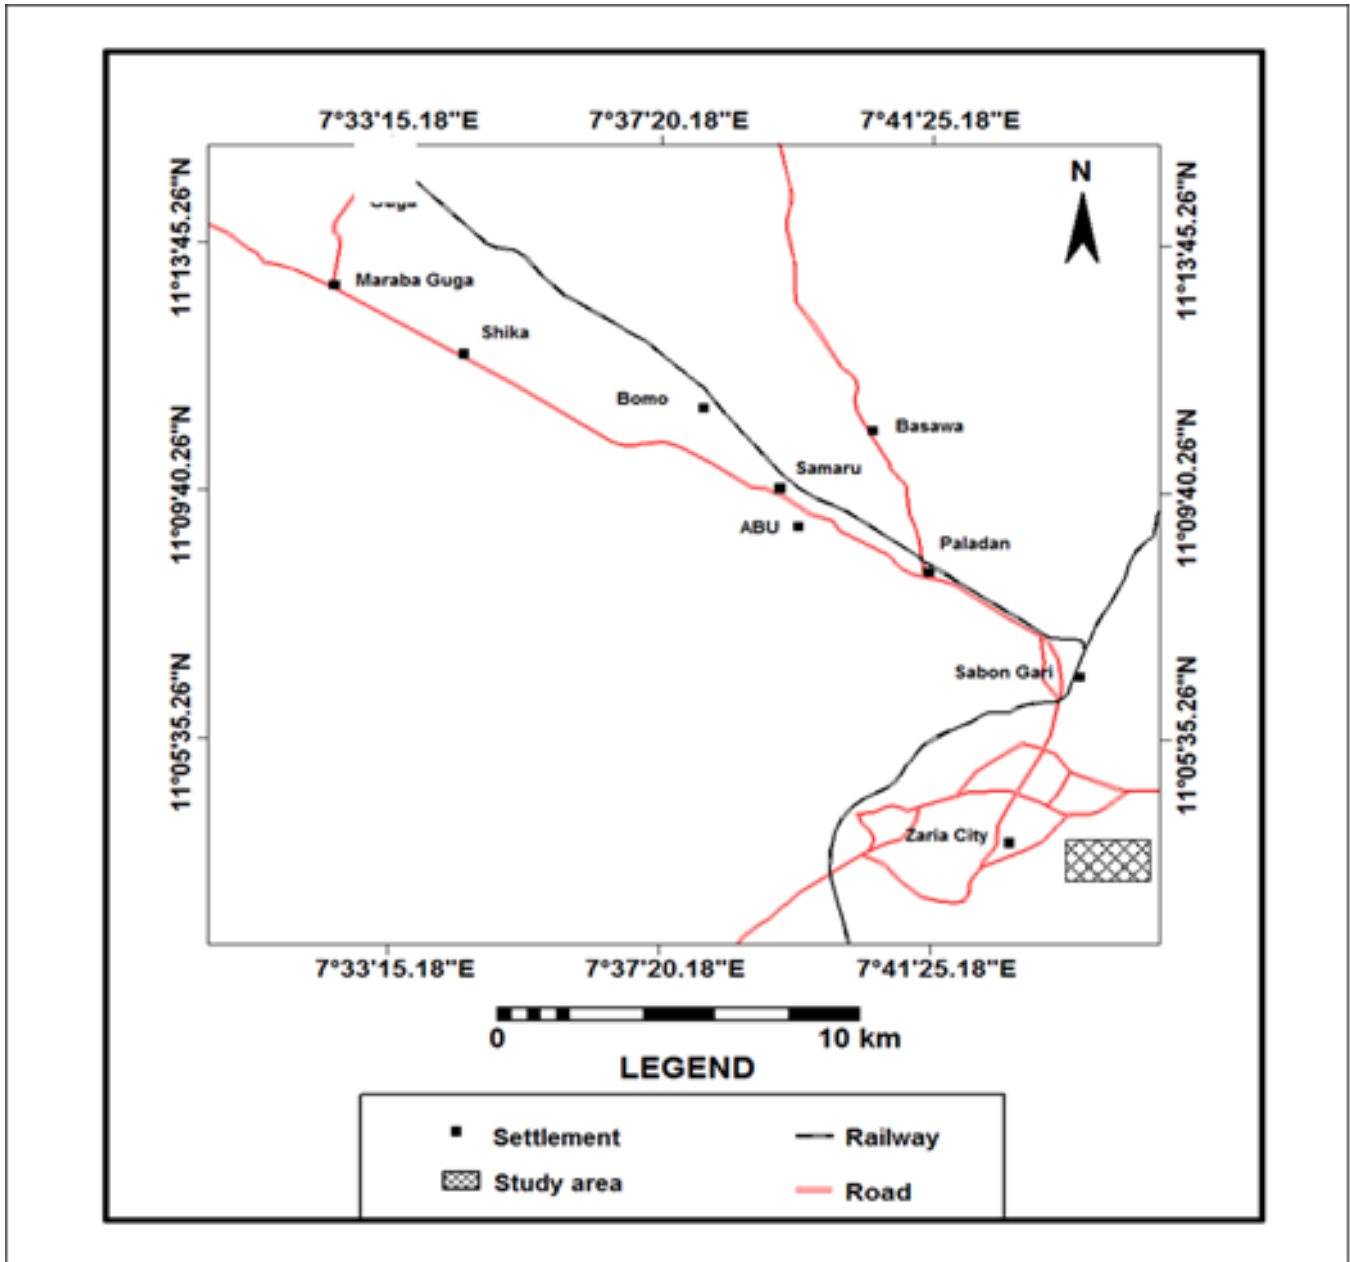 7°33'15.18"E 7°37'20.18"E 7°41'25.18"E
11°13'45.26"N
11°09'40.26"N
11°05'35.26"N
N
11°13'45.26"N
11°09'40.26"N
11°05'35.26"N
Maraba Guga
Shika
Bomo
Basawa
Samaru
ABU
Paladan
Sabon Gari
Zaria City
7°33'15.18"E 7°37'20.18"E 7°41'25.18"E
0 10 km
LEGEND
Settlement
Railway
Study area
Road